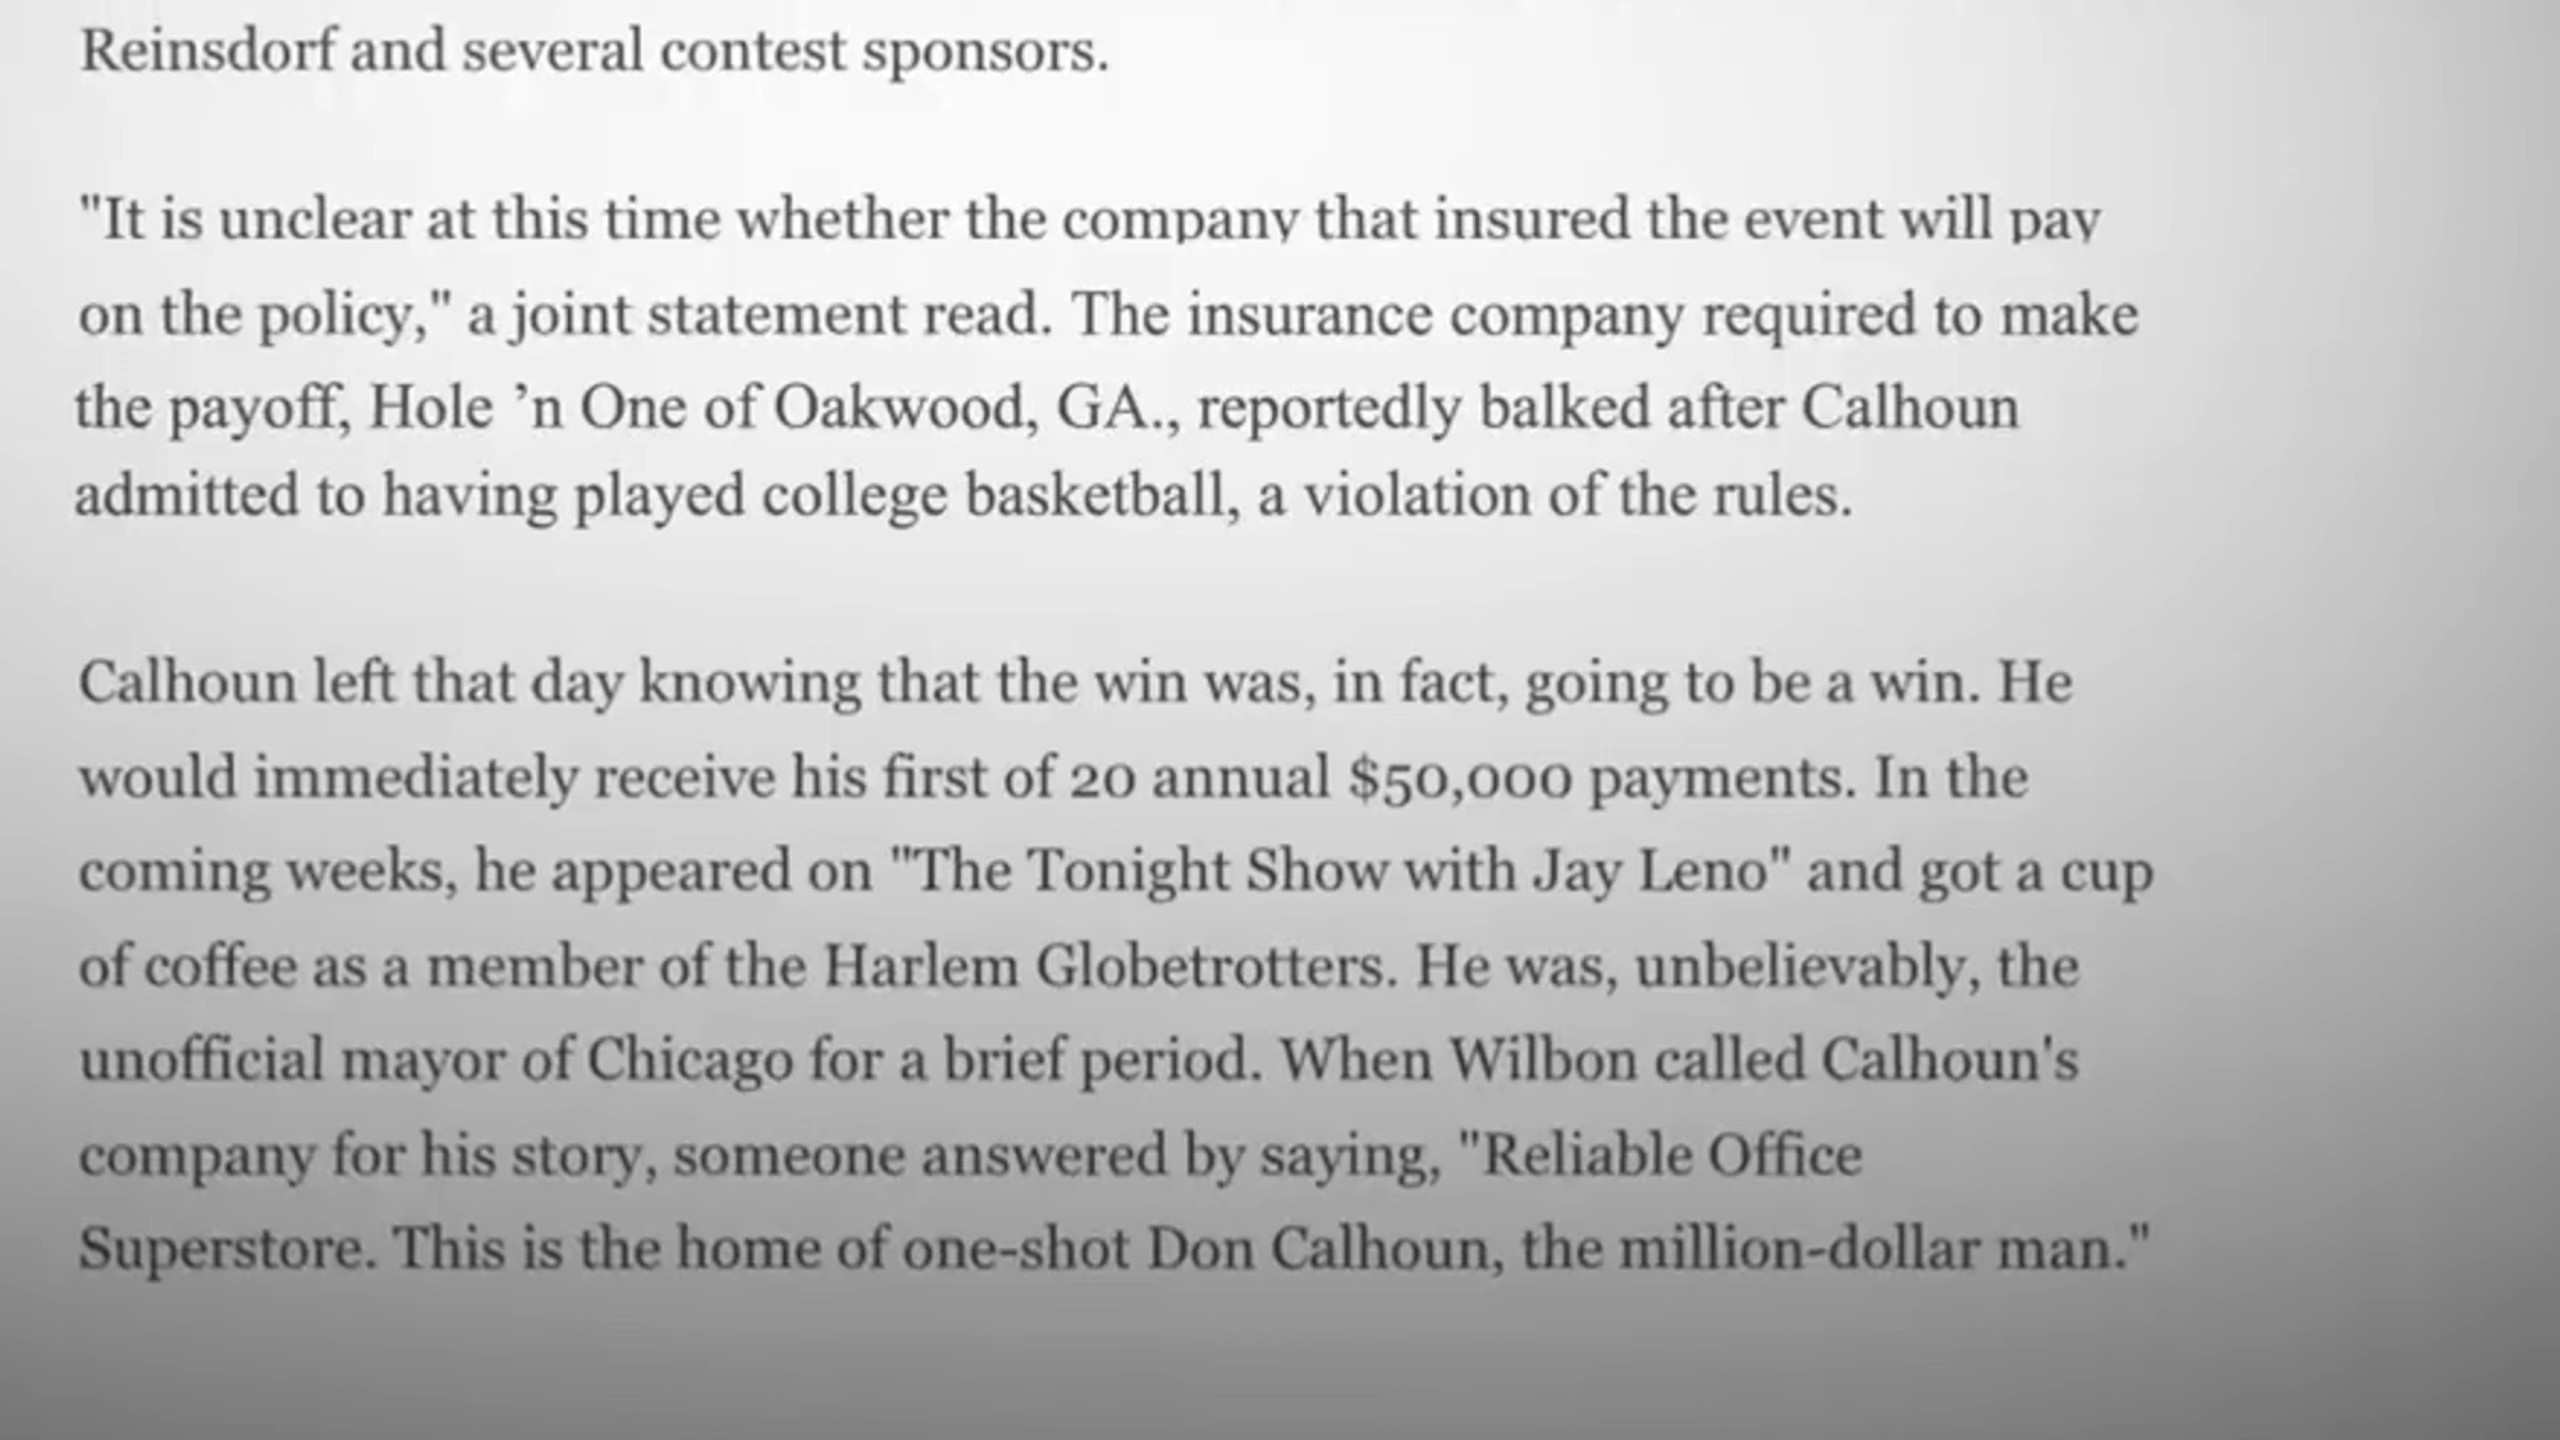 Reinsdorf and several contest sponsors.
"It is unclear at this time whether the company that insured the event will pay
on the policy," a joint statement read. The insurance company required to make
the payoff, Hole ’n One of Oakwood, GA., reportedly balked after Calhoun
admitted to having played college basketball, a violation of the rules.
Calhoun left that day knowing that the win was, in fact, going to be a win. He
would immediately receive his first of 20 annual $50,000 payments. In the
coming weeks, he appeared on "The Tonight Show with Jay Leno" and got a cup
of coffee as a member of the Harlem Globetrotters. He was, unbelievably, the
unofficial mayor of Chicago for a brief period. When Wilbon called Calhoun's
company for his story, someone answered by saying, "Reliable Office
Superstore. This is the home of one-shot Don Calhoun, the million-dollar man."